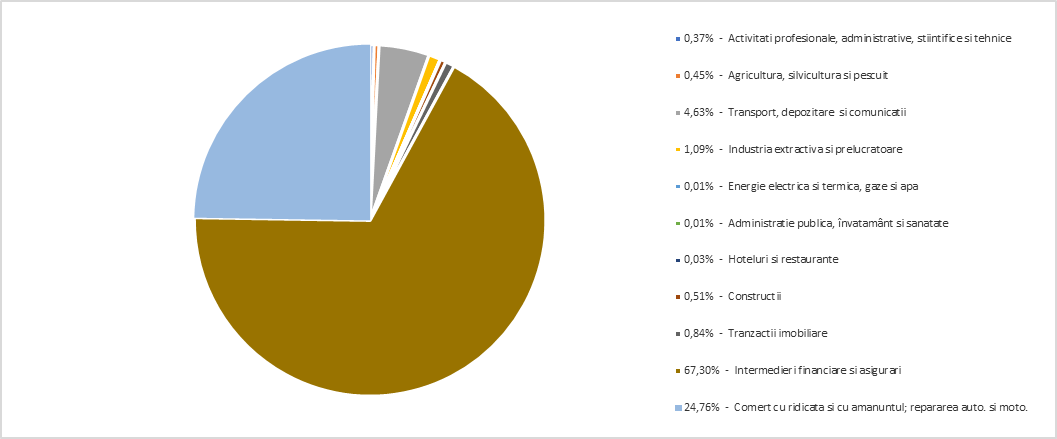 0,37% - Activitati profesionale, administrative, stiintifice si tehnice
0,45% - Agricultura, silvicultura si pescuit
4,63% - Transport, depozitare si comunicatii
1,09% - Industria extractiva si prelucratoare
0,01% - Energie electrica si termica, gaze si apa
0,01% - Administratie publica, învatamânt si sanatate
0,03% - Hoteluri si restaurante
0,51% - Constructii
0,84% - Tranzactii imobiliare
67,30% - Intermedieri financiare si asigurari
24,76% - Comert cu ridicata si cu amanuntul; repararea auto. si moto.